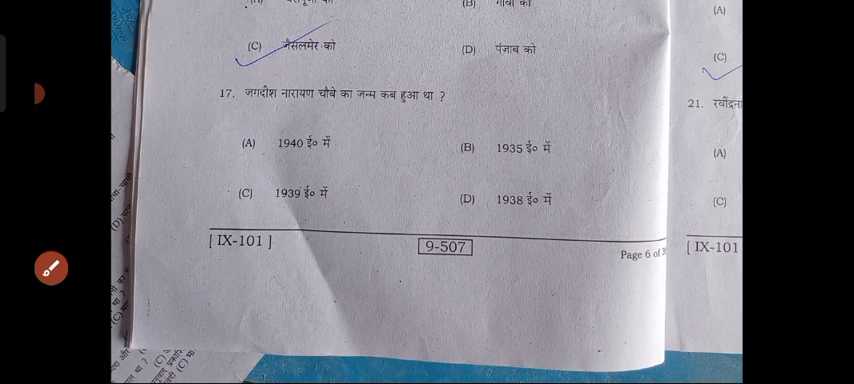 (B) गांवों को
(A)
(C) जैसलमेर को (D) पंजाब को
(C)
17. जगदीश नारायण चौबे का जन्म कब हुआ था ?
21. रवींद्रना
(A) 1940 ई० में (B) 1935 ई० में
(A)
(C) 1939 ई० में (D) 1938 ई० में
(C)
[ IX-101 ] 9-507 Page 6 of
[ IX-101